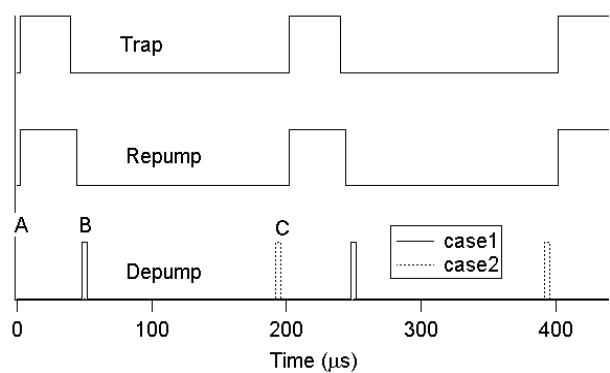 Trap
Repump
A B C
case1
case2
Depump
0 100 200 300 400
Time (μs)